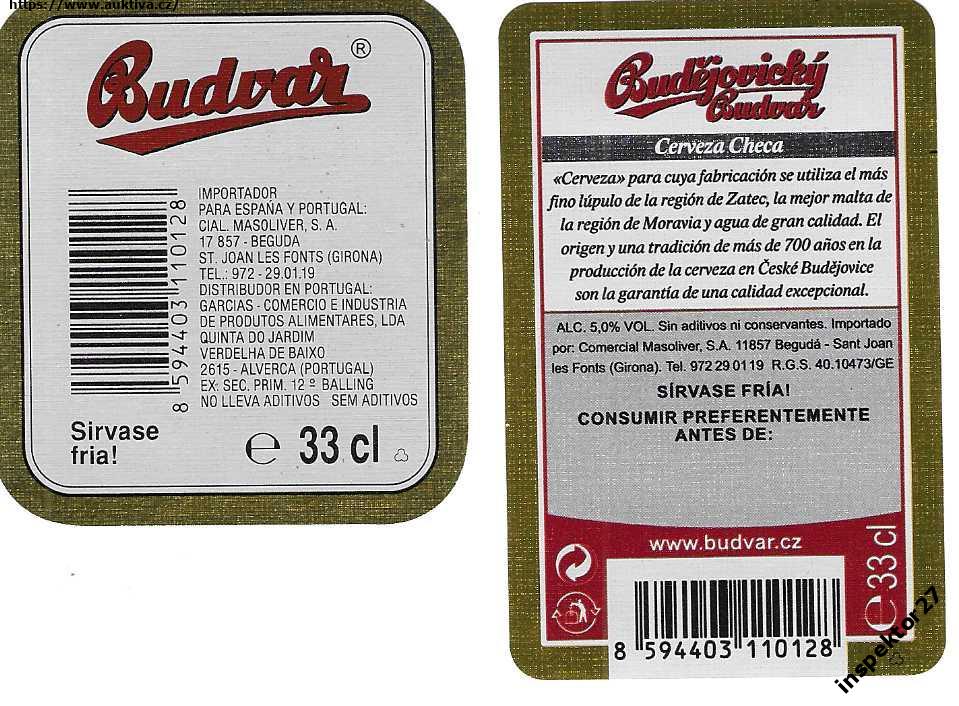 https://www.auktiva.cz/
Budvar®
8 594403 110128
IMPORTADOR
PARA ESPAÑA Y PORTUGAL:
CIAL. MASOLIVER, S. A.
17 857 - BEGUDA
ST. JOAN LES FONTS (GIRONA)
TEL.: 972 - 29.01.19
DISTRIBUIDOR EN PORTUGAL:
GARCIAS - COMERCIO E INDUSTRIA
DE PRODUTOS ALIMENTARES, LDA
QUINTA DO JARDIM
VERDELHA DE BAIXO
2615 - ALVERCA (PORTUGAL)
EX: SEC. PRIM. 12 º BALLING
NO LLEVA ADITIVOS SEM ADITIVOS
Sirvase
fria!
℮ 33 cl
Budějovický
Budvar
Cerveza Checa
«Cerveza» para cuya fabricación se utiliza el más
fino lúpulo de la región de Zatec, la mejor malta de
la región de Moravia y agua de gran calidad. El
origen y una tradición de más de 700 años en la
producción de la cerveza en České Budějovice
son la garantía de una calidad excepcional.
ALC. 5,0% VOL. Sin aditivos ni conservantes. Importado
por: Comercial Masoliver, S.A. 11857 Begudá - Sant Joan
les Fonts (Girona). Tel. 972 29 01 19 R.G.S. 40.10473/GE
SÍRVASE FRÍA!
CONSUMIR PREFERENTEMENTE
ANTES DE:
www.budvar.cz
℮ 33 cl
8 594403 110128
inspektor27